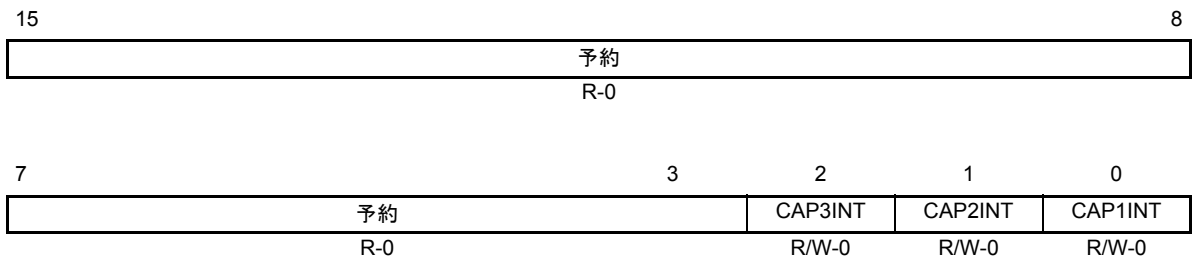 15 8
予約
R-0
7 3 2 1 0
予約 CAP3INT CAP2INT CAP1INT
R-0 R/W-0 R/W-0 R/W-0